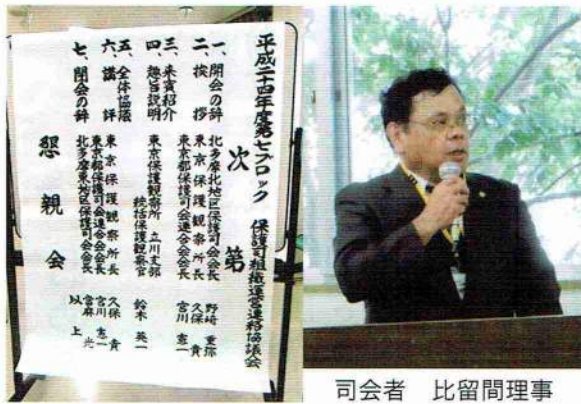 平成二十四年度第七ブロック 保護司組織運営連絡協議会
次第
一、開会の辞 北多摩北地区保護司会会長 野崎 重弥
二、挨拶 東京保護観察所長 久保 貴
東京都保護司会連合会会長 宮川 憲一
三、来賓紹介
四、趣旨説明 東京保護観察所 立川支部
統括保護観察官 鈴木 英一
五、全体協議
六、講評 東京保護観察所長 久保 貴
東京都保護司会連合会会長 宮川 憲一
七、閉会の辞 北多摩東地区保護司会会長 當麻 光
以上
懇親会
司会者 比留間理事